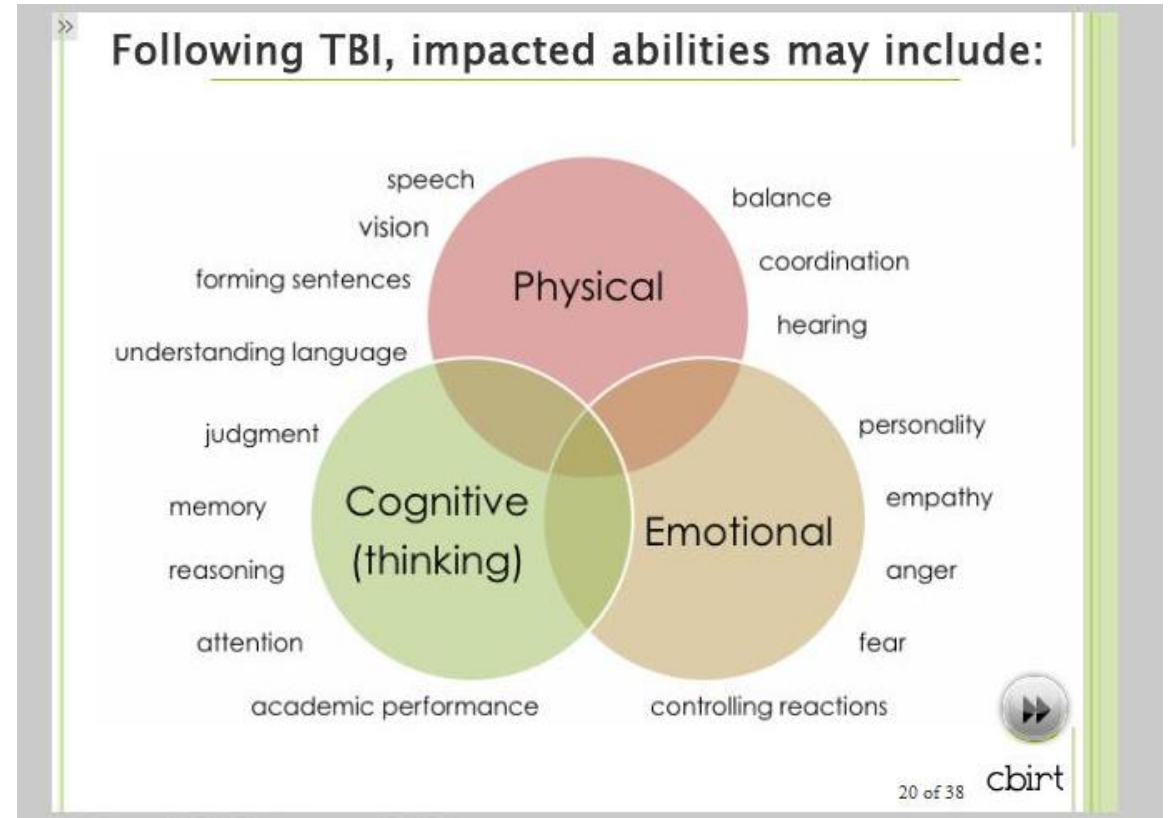 Following TBI, impacted abilities may include:
speech
vision
forming sentences
understanding language
balance
coordination
hearing
Physical
judgment
memory
reasoning
attention
academic performance
Cognitive
(thinking)
Emotional
personality
empathy
anger
fear
controlling reactions
20 of 38
cbirt